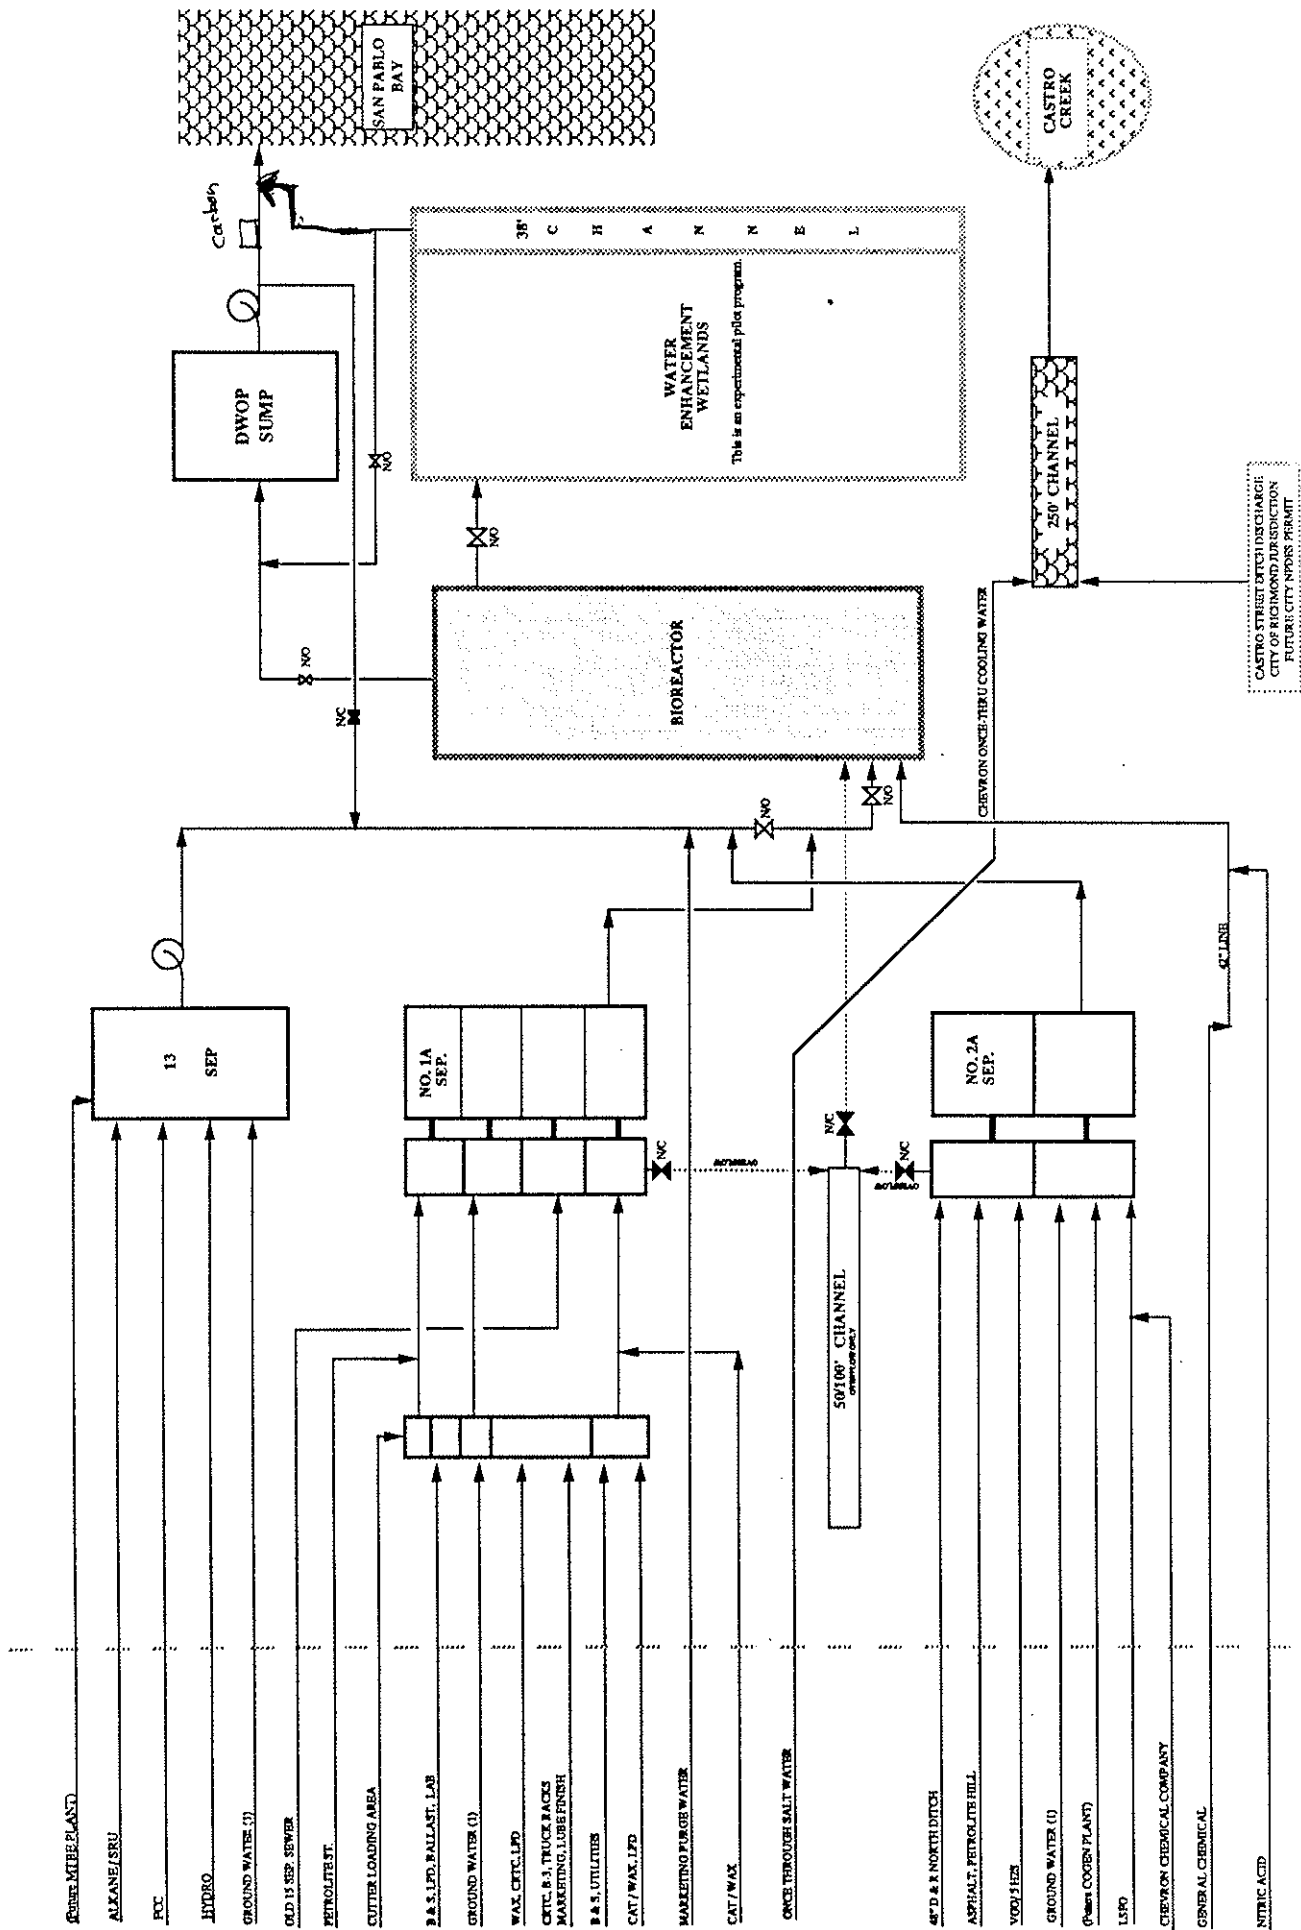 (Future MTBE PLANT)
ALKANE / SRU
FCC
HYDRO
GROUND WATER (1)
OLD 15 SEP. SEWER
PETROLITE ST.
CUTTER LOADING AREA
B & S, LPD, BALLAST, LAB
GROUND WATER (1)
WAX, CRTC, LPD
CRTC, B-3, TRUCK RACKS
MARKETING, LUBE FINISH
B & S, UTILITIES
CAT / WAX, LPD
MARKETING PURGE WATER
CAT / WAX
ONCE THROUGH SALT WATER
48" D & R NORTH DITCH
ASPHALT, PETROLITE HILL
VOO/ 5 H2S
GROUND WATER (1)
(Future COGEN PLANT)
LSFO
CHEVRON CHEMICAL COMPANY
GENERAL CHEMICAL
NITRIC ACID
13
SEP
NO. 1A
SEP.
N/C
OVERFLOW
50/100' CHANNEL
OVERFLOW ONLY
N/C
N/C
OVERFLOW
NO. 2A
SEP.
42" LINE
N/C
N/O
N/O
N/O
BIOREACTOR
N/O
N/O
CHEVRON ONCE-THRU COOLING WATER
DWOP
SUMP
Carbon
WATER
ENHANCEMENT
WETLANDS
This is an experimental pilot program.
38'
C H A N N E L
SAN PABLO
BAY
250' CHANNEL
CASTRO
CREEK
CASTRO STREET DITCH DISCHARGE
CITY OF RICHMOND JURISDICTION
FUTURE CITY NPDES PERMIT